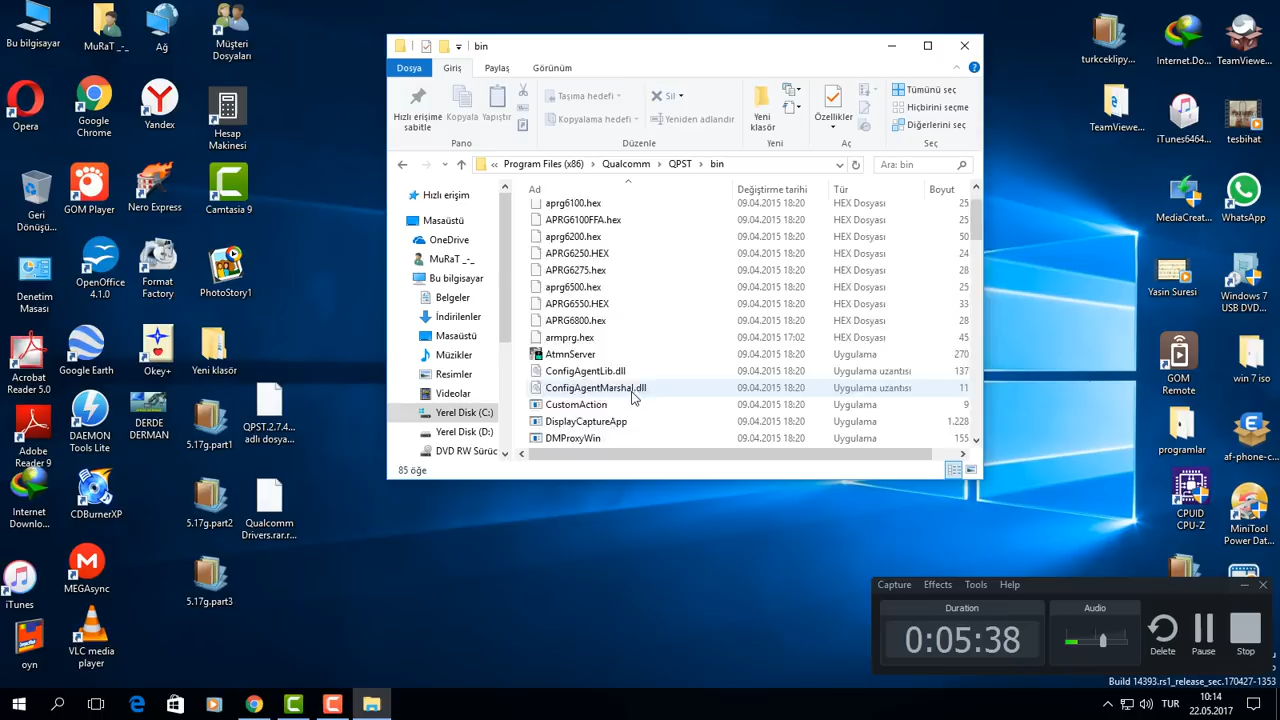 Bu bilgisayar
MuRaT _-_
Ağ
Müşteri
Dosyaları
Opera
Google
Chrome
Yandex
Hesap
Makinesi
Geri
Dönüşü...
GOM Player
Nero Express
Camtasia 9
Denetim
Masası
OpenOffice
4.1.0
Format
Factory
PhotoStory1
Acrobat
Reader 5.0
Google Earth
Okey+
Yeni klasör
Adobe
Reader 9
DAEMON
Tools Lite
DERDE
DERMAN
5.17g.part1
QPST.2.7.4...
adlı dosya...
Internet
Downlo...
CDBurnerXP
5.17g.part2
Qualcomm
Drivers.rar.r...
iTunes
MEGAsync
5.17g.part3
oyn
VLC media
player
bin
Dosya
Giriş
Paylaş
Görünüm
Hızlı erişime
sabitle
Kopyala
Yapıştır
Taşıma hedefi
Kopyalama hedefi
Sil
Yeniden adlandır
Yeni
klasör
Özellikler
Tümünü seç
Hiçbirini seçme
Diğerlerini seç
Pano
Düzenle
Yeni
Aç
Seç
« Program Files (x86) > Qualcomm > QPST > bin
Ara: bin
Hızlı erişim
Masaüstü
OneDrive
MuRaT _-_
Bu bilgisayar
Belgeler
İndirilenler
Masaüstü
Müzikler
Resimler
Videolar
Yerel Disk (C:)
Yerel Disk (D:)
DVD RW Sürüc
Ad Değiştirme tarihi Tür Boyut
aprg6100.hex 09.04.2015 18:20 HEX Dosyası 25
APRG6100FFA.hex 09.04.2015 18:20 HEX Dosyası 25
aprg6200.hex 09.04.2015 18:20 HEX Dosyası 50
APRG6250.HEX 09.04.2015 18:20 HEX Dosyası 24
APRG6275.hex 09.04.2015 18:20 HEX Dosyası 28
aprg6500.hex 09.04.2015 18:20 HEX Dosyası 25
APRG6550.HEX 09.04.2015 18:20 HEX Dosyası 33
APRG6800.hex 09.04.2015 18:20 HEX Dosyası 28
armprg.hex 09.04.2015 17:02 HEX Dosyası 45
AtmnServer 09.04.2015 18:20 Uygulama 270
ConfigAgentLib.dll 09.04.2015 18:20 Uygulama uzantısı 137
ConfigAgentMarshal.dll 09.04.2015 18:20 Uygulama uzantısı 11
CustomAction 09.04.2015 18:20 Uygulama 9
DisplayCaptureApp 09.04.2015 18:20 Uygulama 1.228
DMProxyWin 09.04.2015 18:20 Uygulama 155
85 öğe
turkceklipy...
Internet.Do...
TeamViewe...
TeamViewe...
iTunes6464...
tesbihat
MediaCreat...
WhatsApp
Yasin Suresi
Windows 7
USB DVD...
GOM
Remote
win 7 iso
programlar
af-phone-c...
CPUID
CPU-Z
MiniTool
Power Dat...
Capture
Effects
Tools
Help
Duration
Audio
0:05:38
Delete
Pause
Stop
Build 14393.rs1_release_sec.170427-1353
TUR
10:14
22.05.2017